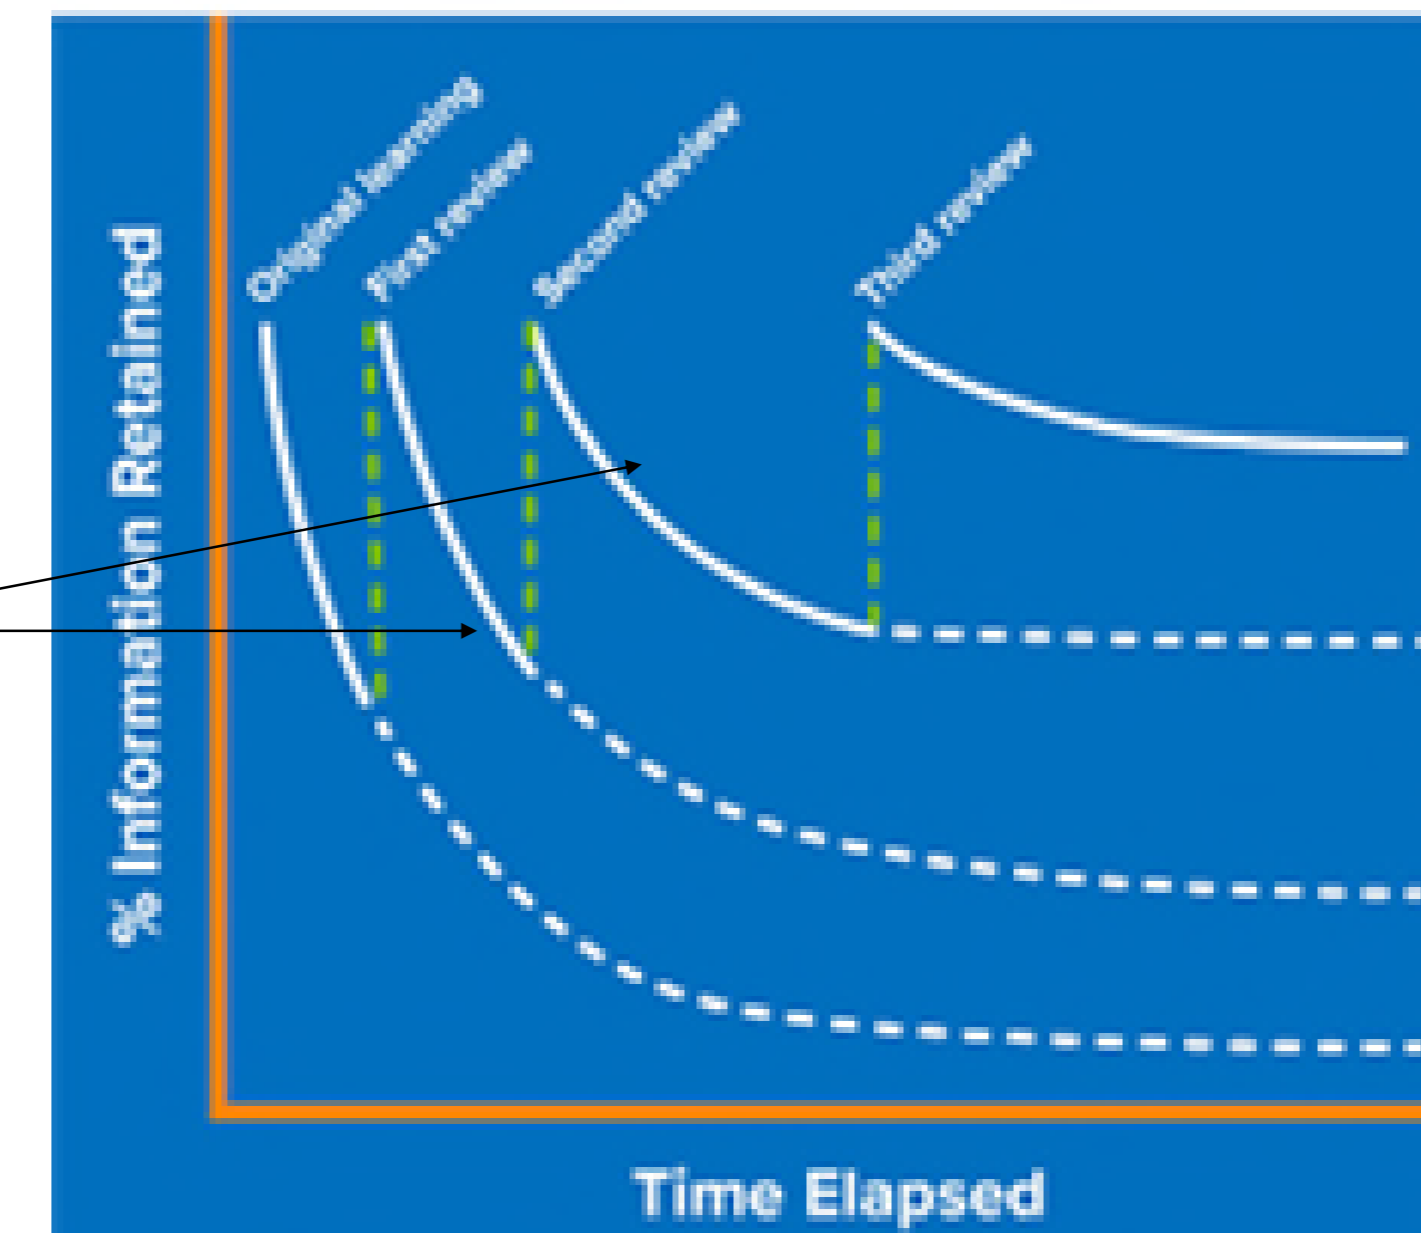 Original learning
First review
Second review
Third review
% Information Retained
Time Elapsed